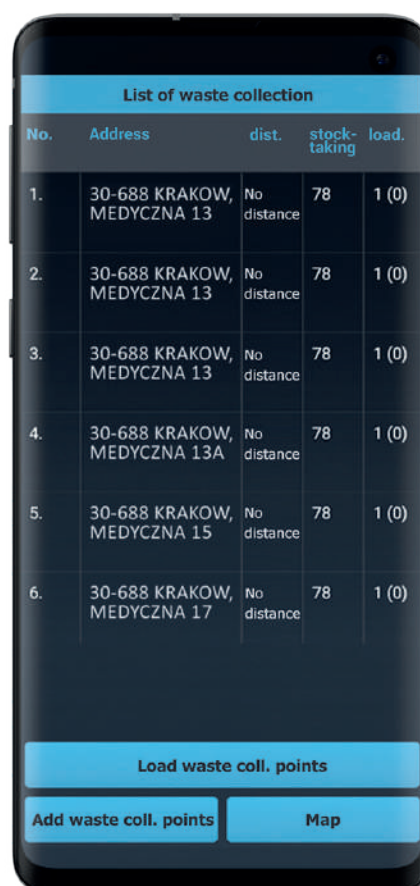 List of waste collection
No. Address dist. stock-taking load.
1. 30-688 KRAKOW, MEDYCZNA 13 No distance 78 1 (0)
2. 30-688 KRAKOW, MEDYCZNA 13 No distance 78 1 (0)
3. 30-688 KRAKOW, MEDYCZNA 13 No distance 78 1 (0)
4. 30-688 KRAKOW, MEDYCZNA 13A No distance 78 1 (0)
5. 30-688 KRAKOW, MEDYCZNA 15 No distance 78 1 (0)
6. 30-688 KRAKOW, MEDYCZNA 17 No distance 78 1 (0)
Load waste coll. points
Add waste coll. points Map